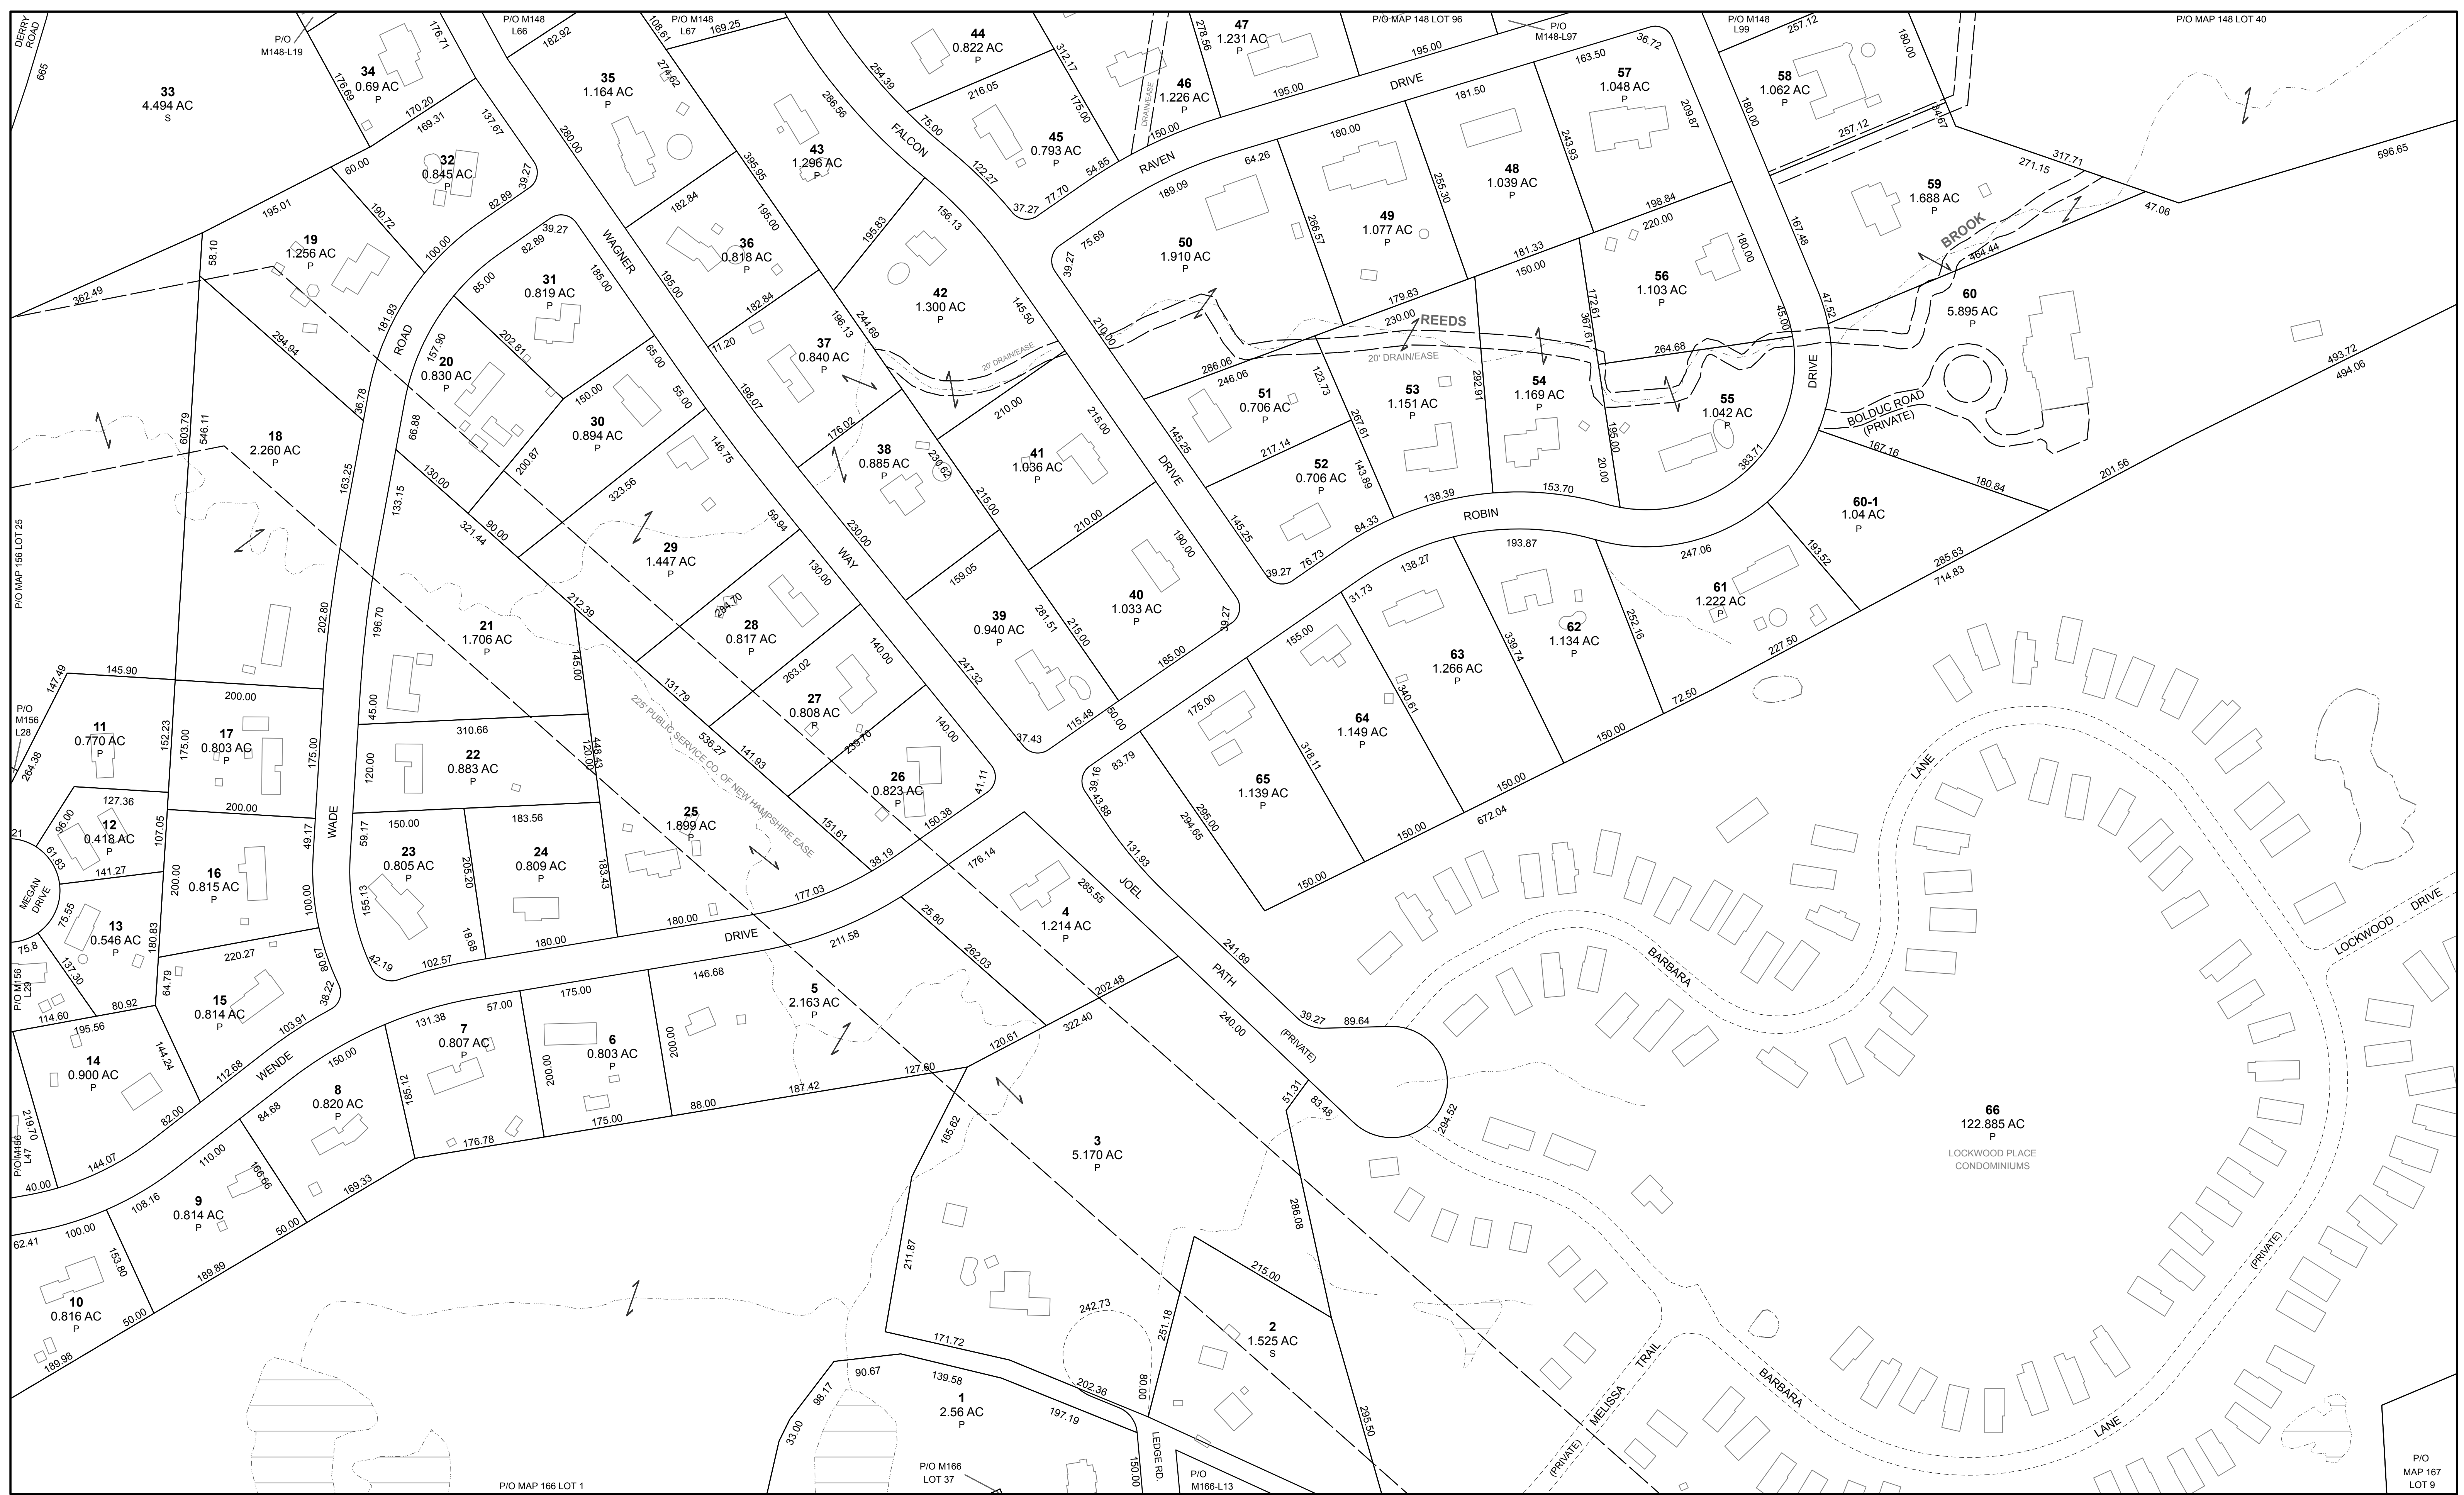 DERRY
ROAD
665
33
4.494 AC
S
P/O
M148-L19
176.69
34
0.69 AC
P
176.71
170.20
P/O M148
L66
182.92
35
1.164 AC
P
108.61
P/O M148
L67
169.25
274.62
254.39
44
0.822 AC
P
312.17
216.05
278.56
47
1.231 AC
P
P/O MAP 148 LOT 96
195.00
P/O
M148-L97
36.72
163.50
P/O M148
L99
257.12
180.00
P/O MAP 148 LOT 40
58
1.062 AC
P
180.00
57
1.048 AC
P
209.87
DRIVE
181.50
195.00
46
1.226 AC
P
DRAIN/EASE
150.00
175.00
45
0.793 AC
P
75.00
122.27
54.85
77.70
37.27
RAVEN
FALCON
286.56
43
1.296 AC
P
395.95
280.00
137.67
169.31
32
0.845 AC
P
39.27
82.89
60.00
190.72
100.00
195.01
58.10
19
1.256 AC
P
362.49
181.93
294.94
39.27
82.89
85.00
31
0.819 AC
P
185.00
202.81
WAGNER
182.84
36
0.818 AC
P
195.00
195.00
182.84
195.83
156.13
42
1.300 AC
P
145.50
244.69
196.13
37
0.840 AC
P
11.20
198.07
176.02
20' DRAIN/EASE
64.26
189.09
75.69
39.27
50
1.910 AC
P
266.57
180.00
49
1.077 AC
P
255.30
48
1.039 AC
P
243.93
198.84
181.33
220.00
56
1.103 AC
P
180.00
167.48
257.12
344.67
317.71
271.15
596.65
59
1.688 AC
P
47.06
BROOK
464.44
47.52
60
5.895 AC
P
493.72
494.06
45.00
150.00
172.61
367.61
179.83
230.00
REEDS
20' DRAIN/EASE
210.00
286.06
246.06
123.73
51
0.706 AC
P
267.61
217.14
52
0.706 AC
P
143.89
145.25
145.25
53
1.151 AC
P
292.91
54
1.169 AC
P
195.00
20.00
264.68
55
1.042 AC
P
383.71
DRIVE
BOLDUC ROAD
(PRIVATE)
167.16
180.84
201.56
60-1
1.04 AC
P
193.52
285.63
714.83
ROBIN
138.39
153.70
84.33
76.73
39.27
DRIVE
190.00
215.00
210.00
41
1.036 AC
P
210.00
215.00
38
0.885 AC
P
230.62
230.00
159.05
40
1.033 AC
P
39.27
185.00
39
0.940 AC
P
281.51
215.00
50.00
115.48
37.43
247.32
WAY
ROAD
157.90
20
0.830 AC
P
66.88
36.78
163.25
65.00
150.00
30
0.894 AC
P
55.00
200.87
130.00
323.56
146.75
90.00
321.44
133.15
59.94
29
1.447 AC
P
284.70
130.00
212.39
28
0.817 AC
P
140.00
263.02
27
0.808 AC
P
239.70
140.00
41.11
26
0.823 AC
P
150.38
131.79
141.93
536.27
151.61
38.19
225' PUBLIC SERVICE CO. OF NEW HAMPSHIRE EASE
P/O MAP 156 LOT 25
18
2.260 AC
P
603.79
546.11
202.80
196.70
21
1.706 AC
P
145.00
45.00
310.66
448.43
120.00
120.00
22
0.883 AC
P
147.49
145.90
P/O
M156
L28
264.38
11
0.770 AC
P
152.23
175.00
200.00
17
0.803 AC
P
175.00
200.00
WADE
127.36
96.00
12
0.418 AC
P
107.05
21
61.83
141.27
MEGAN
DRIVE
75.55
75.8
13
0.546 AC
P
137.30
180.83
200.00
16
0.815 AC
P
49.17
100.00
59.17
155.13
150.00
23
0.805 AC
P
205.20
18.68
183.56
24
0.809 AC
P
183.43
25
1.899 AC
P
42.19
102.57
180.00
180.00
177.03
DRIVE
211.58
176.14
25.80
262.03
4
1.214 AC
P
285.55
JOEL
PATH
(PRIVATE)
202.48
322.40
120.61
240.00
39.16
43.88
83.79
131.93
241.89
39.27
89.64
294.52
51.31
83.48
175.00
155.00
31.73
138.27
193.87
247.06
65
1.139 AC
P
295.00
294.65
318.11
64
1.149 AC
P
340.61
63
1.266 AC
P
339.74
62
1.134 AC
P
252.16
61
1.222 AC
P
227.50
72.50
150.00
150.00
150.00
150.00
672.04
P/O M156
L29
114.60
80.92
64.79
195.56
220.27
15
0.814 AC
P
80.67
38.22
103.91
14
0.900 AC
P
144.24
219.70
P/O M156
L47
112.68
82.00
144.07
40.00
WENDE
62.41
100.00
108.16
110.00
84.68
150.00
131.38
57.00
175.00
146.68
7
0.807 AC
P
185.12
176.78
6
0.803 AC
P
200.00
200.00
175.00
5
2.163 AC
P
88.00
187.42
127.60
8
0.820 AC
P
166.66
169.33
9
0.814 AC
P
50.00
153.80
189.89
10
0.816 AC
P
50.00
189.98
3
5.170 AC
P
165.62
211.87
171.72
202.36
242.73
286.08
251.18
215.00
2
1.525 AC
S
80.00
295.50
90.67
139.58
197.19
98.17
33.00
1
2.56 AC
P
150.00
LEDGE RD.
P/O M166
LOT 37
P/O
M166-L13
P/O MAP 166 LOT 1
66
122.885 AC
P
LOCKWOOD PLACE
CONDOMINIUMS
LANE
BARBARA
LOCKWOOD DRIVE
(PRIVATE)
MELISSA TRAIL
(PRIVATE)
BARBARA
LANE
P/O
MAP 167
LOT 9